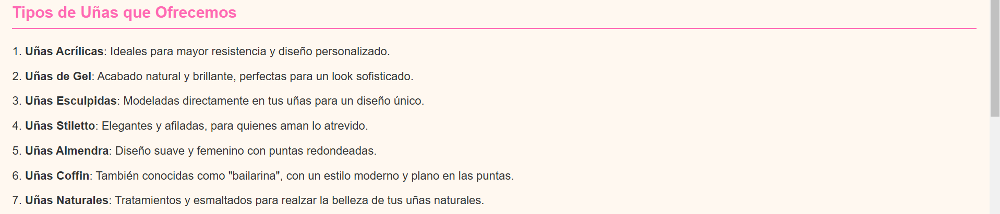 Tipos de Uñas que Ofrecemos
1. Uñas Acrílicas: Ideales para mayor resistencia y diseño personalizado.
2. Uñas de Gel: Acabado natural y brillante, perfectas para un look sofisticado.
3. Uñas Esculpidas: Modeladas directamente en tus uñas para un diseño único.
4. Uñas Stiletto: Elegantes y afiladas, para quienes aman lo atrevido.
5. Uñas Almendra: Diseño suave y femenino con puntas redondeadas.
6. Uñas Coffin: También conocidas como "bailarina", con un estilo moderno y plano en las puntas.
7. Uñas Naturales: Tratamientos y esmaltados para realzar la belleza de tus uñas naturales.